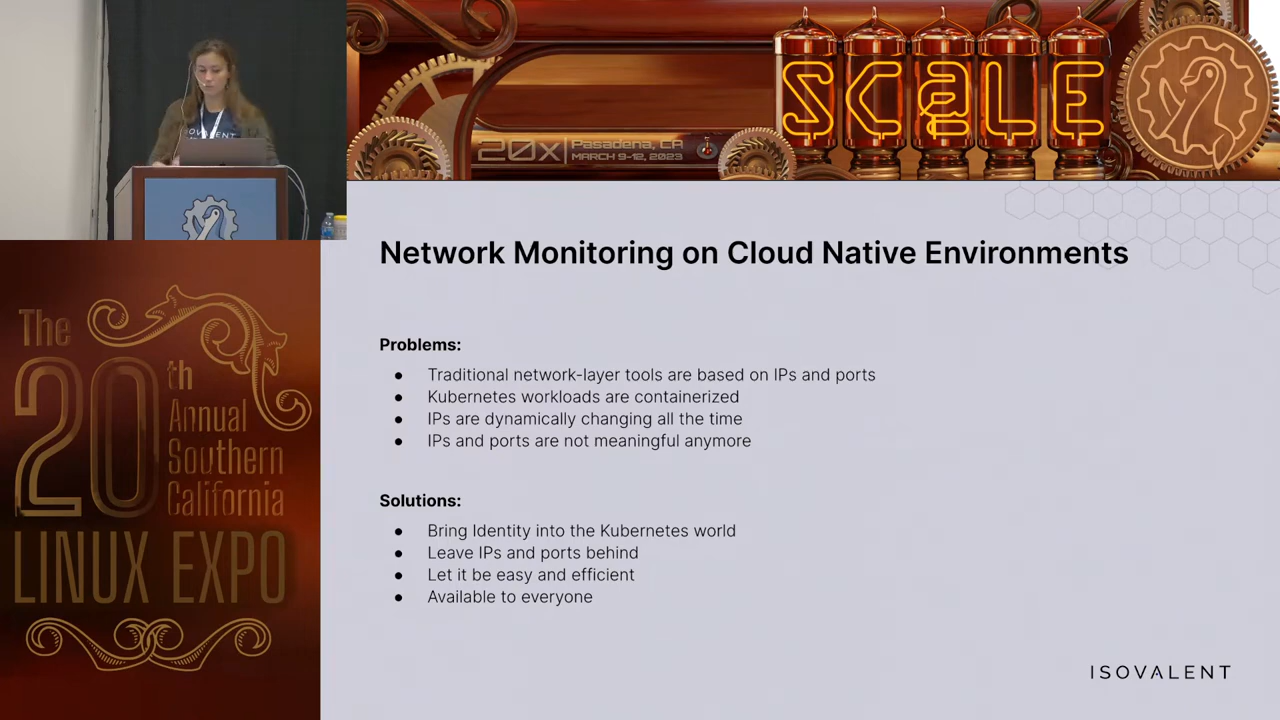 ISOVALENT
SCaLE
20x
Pasadena, CA
MARCH 9-12, 2023
The
20th
Annual
Southern
California
LINUX EXPO
Network Monitoring on Cloud Native Environments
Problems:
● Traditional network-layer tools are based on IPs and ports
● Kubernetes workloads are containerized
● IPs are dynamically changing all the time
● IPs and ports are not meaningful anymore
Solutions:
● Bring Identity into the Kubernetes world
● Leave IPs and ports behind
● Let it be easy and efficient
● Available to everyone
ISOVALENT